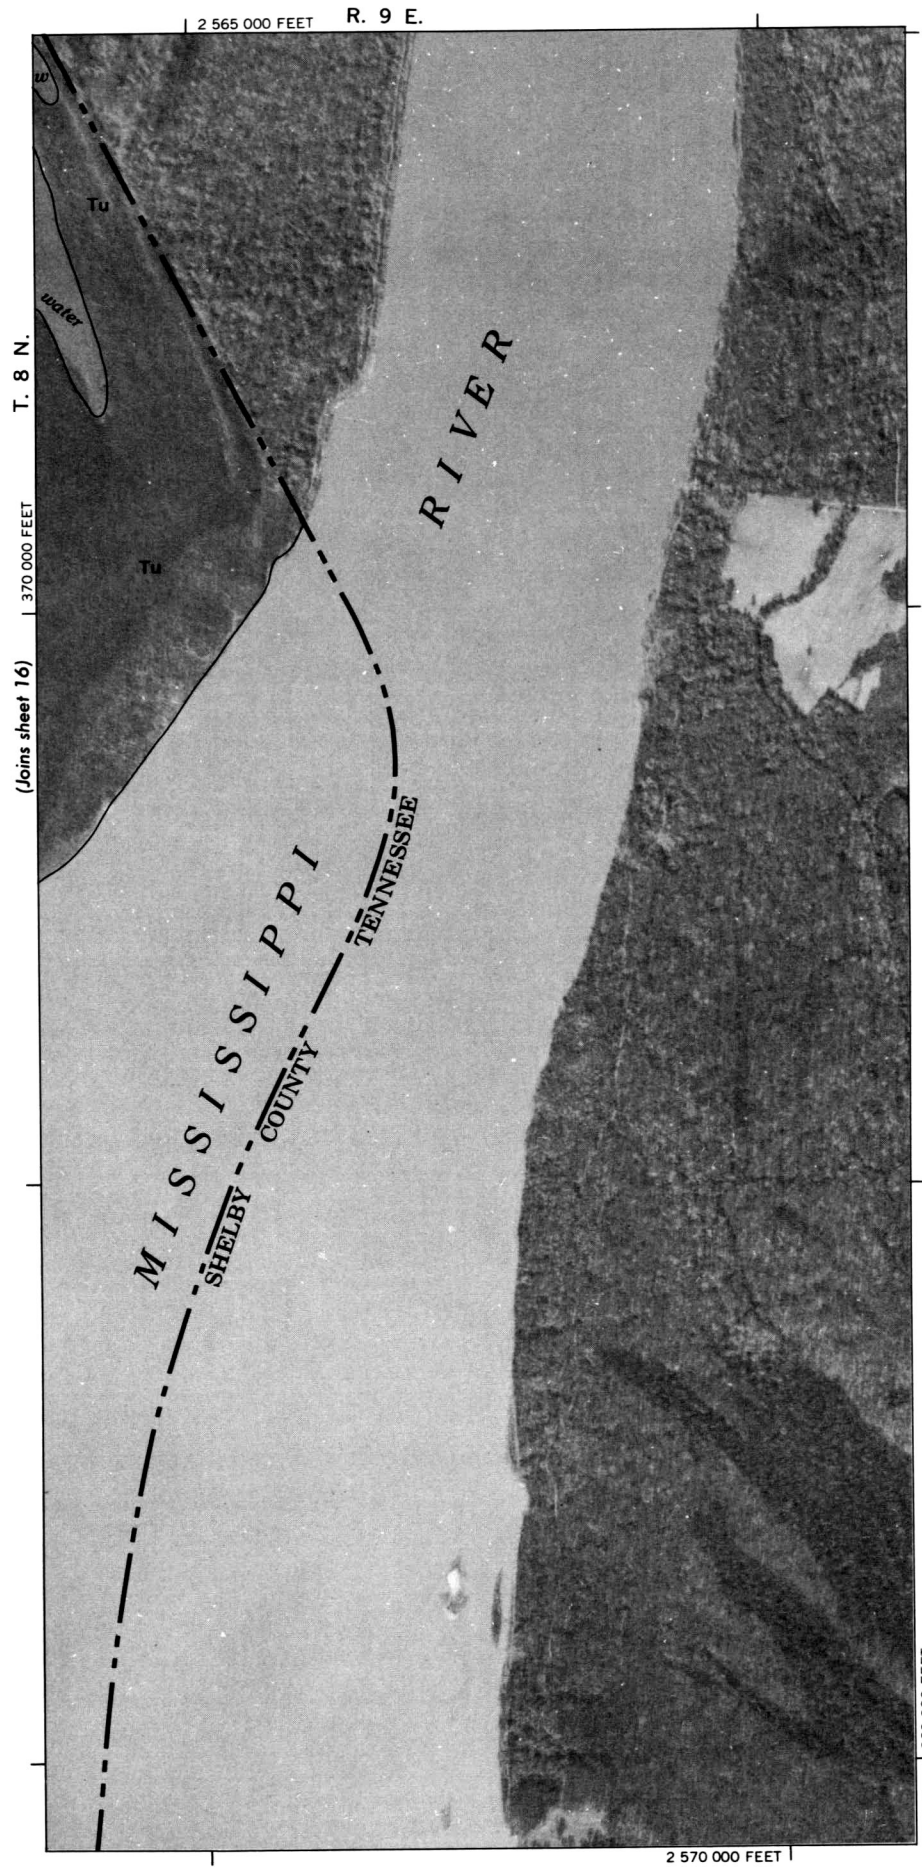 2 565 000 FEET
R. 9 E.
w
Tu
water
T. 8 N.
RIVER
370 000 FEET
Tu
(Joins sheet 16)
TENNESSEE
MISSISSIPPI
COUNTY
SHELBY
2 570 000 FEET